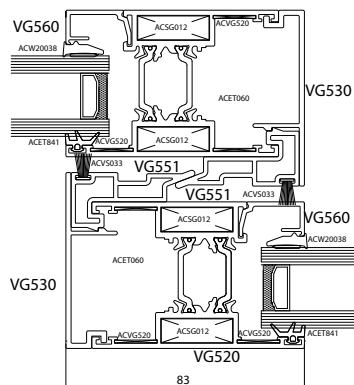 VG560
ACSG012
ACVG520
ACW20038
ACET060
VG530
ACET841
ACVG520
ACSG012
ACVS033
VG551
VG551
ACVS033
ACSG012
VG560
ACW20038
ACET060
VG530
ACVG520
ACSG012
ACVG520
ACET841
VG520
83